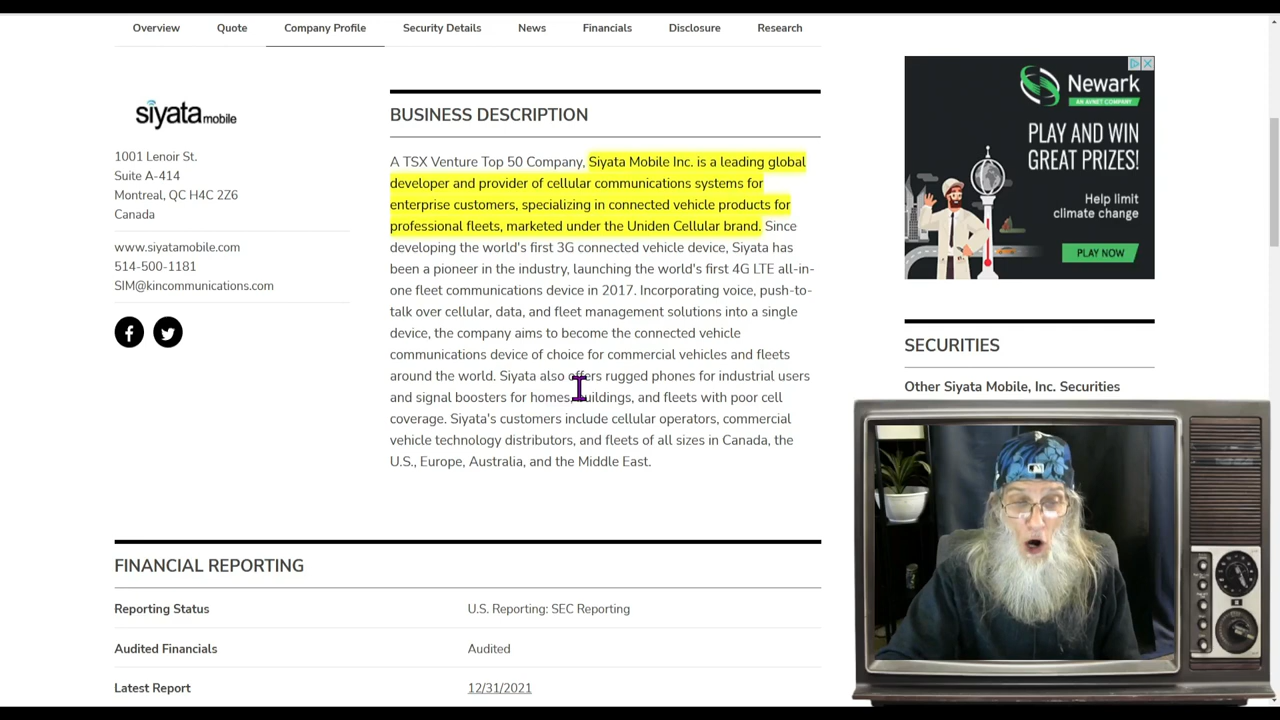 Overview Quote Company Profile Security Details News Financials Disclosure Research
siyata mobile
1001 Lenoir St.
Suite A-414
Montreal, QC H4C 2Z6
Canada
www.siyatamobile.com
514-500-1181
SIM@kincommunications.com
BUSINESS DESCRIPTION
A TSX Venture Top 50 Company, Siyata Mobile Inc. is a leading global
developer and provider of cellular communications systems for
enterprise customers, specializing in connected vehicle products for
professional fleets, marketed under the Uniden Cellular brand. Since
developing the world's first 3G connected vehicle device, Siyata has
been a pioneer in the industry, launching the world's first 4G LTE all-in-
one fleet communications device in 2017. Incorporating voice, push-to-
talk over cellular, data, and fleet management solutions into a single
device, the company aims to become the connected vehicle
communications device of choice for commercial vehicles and fleets
around the world. Siyata also offers rugged phones for industrial users
and signal boosters for homes, buildings, and fleets with poor cell
coverage. Siyata's customers include cellular operators, commercial
vehicle technology distributors, and fleets of all sizes in Canada, the
U.S., Europe, Australia, and the Middle East.
Newark
AN AVNET COMPANY
PLAY AND WIN
GREAT PRIZES!
Help limit
climate change
PLAY NOW
SECURITIES
Other Siyata Mobile, Inc. Securities
FINANCIAL REPORTING
Reporting Status U.S. Reporting: SEC Reporting
Audited Financials Audited
Latest Report 12/31/2021